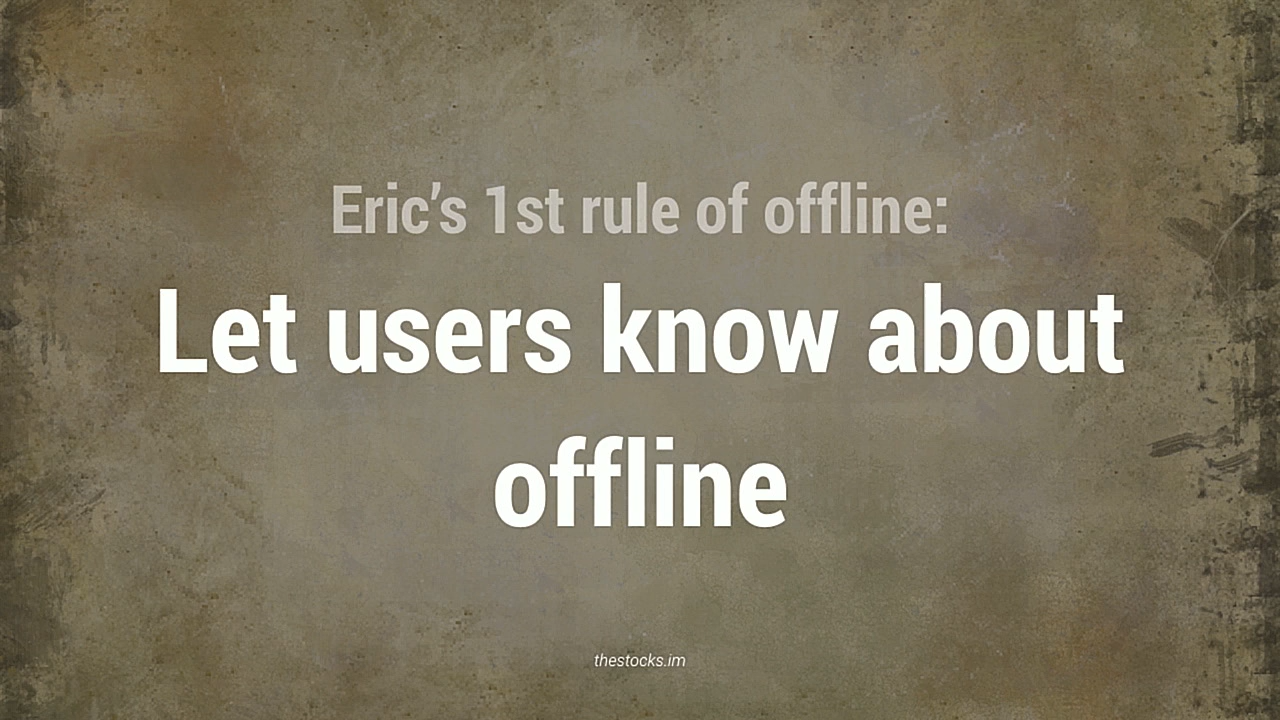 Eric’s 1st rule of offline:
Let users know about
offline
thestocks.im